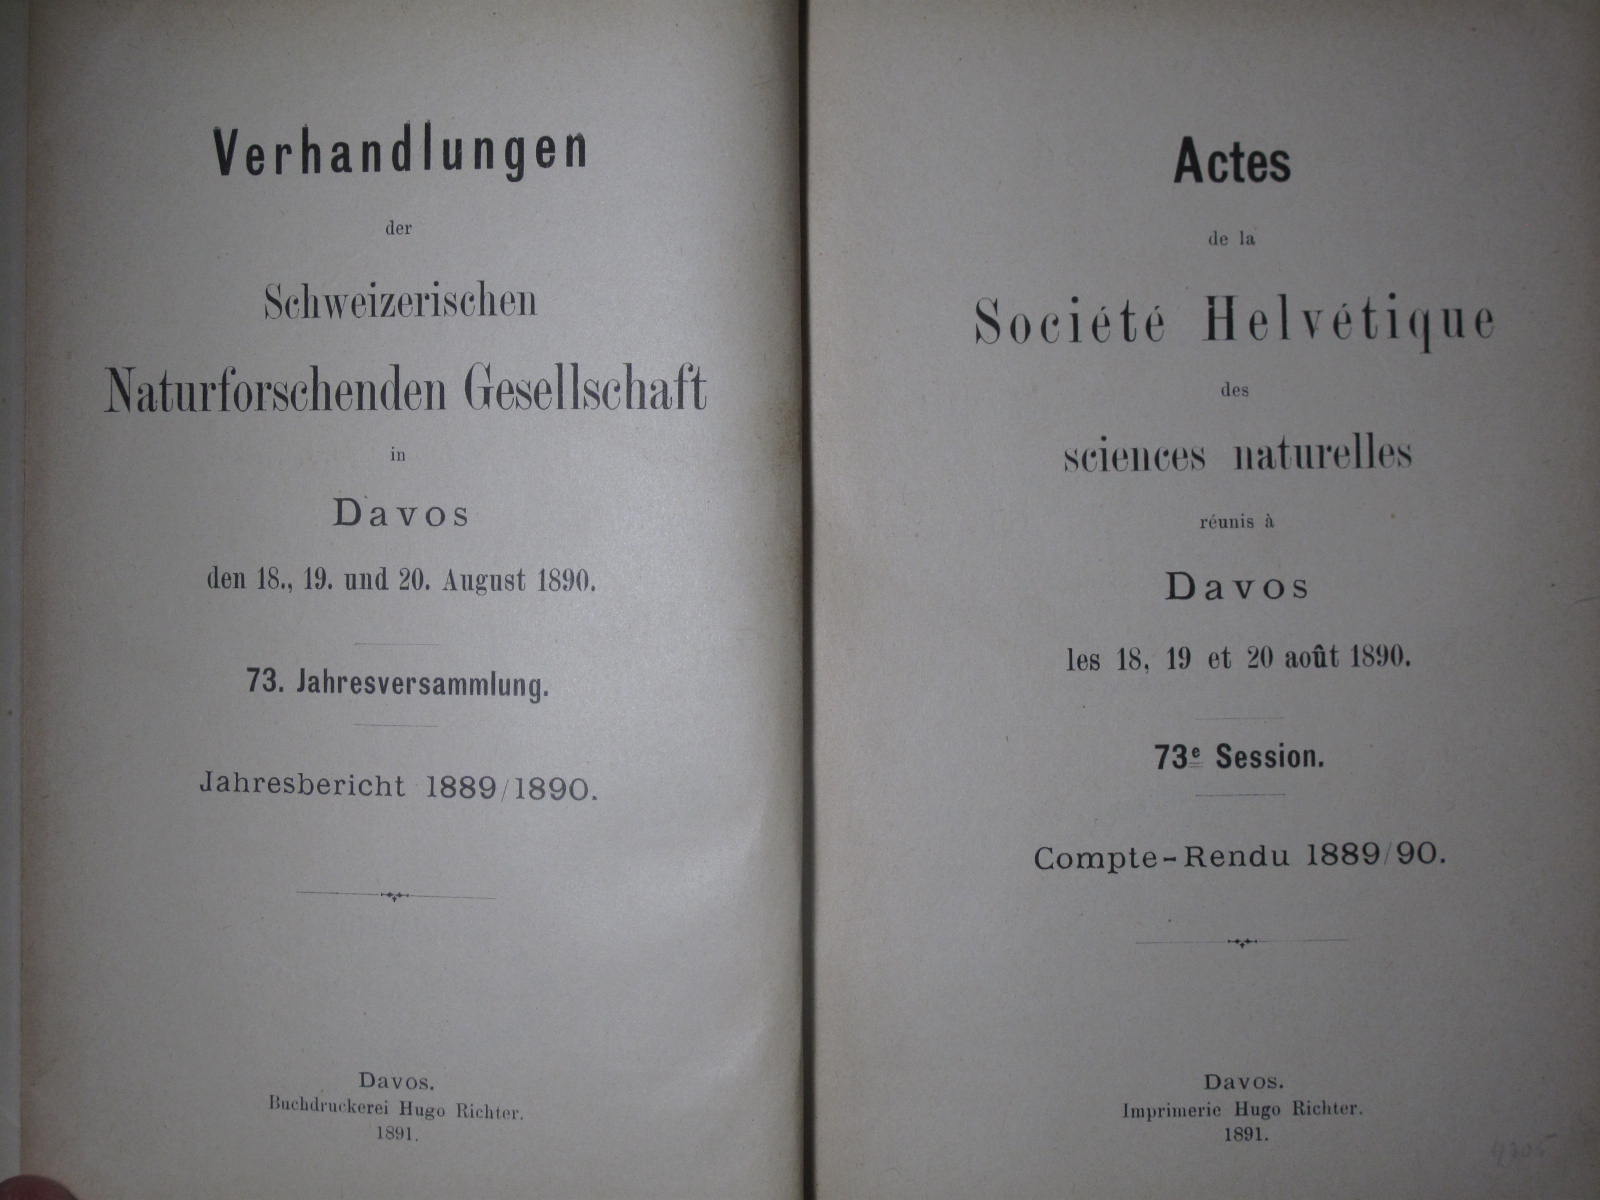 Verhandlungen
der
Schweizerischen
Naturforschenden Gesellschaft
in
Davos
den 18., 19. und 20. August 1890.
73. Jahresversammlung.
Jahresbericht 1889/1890.
Davos.
Buchdruckerei Hugo Richter.
1891.
Actes
de la
Société Helvétique
des
sciences naturelles
réunis à
Davos
les 18, 19 et 20 août 1890.
73e Session.
Compte-Rendu 1889/90.
Davos.
Imprimerie Hugo Richter.
1891.